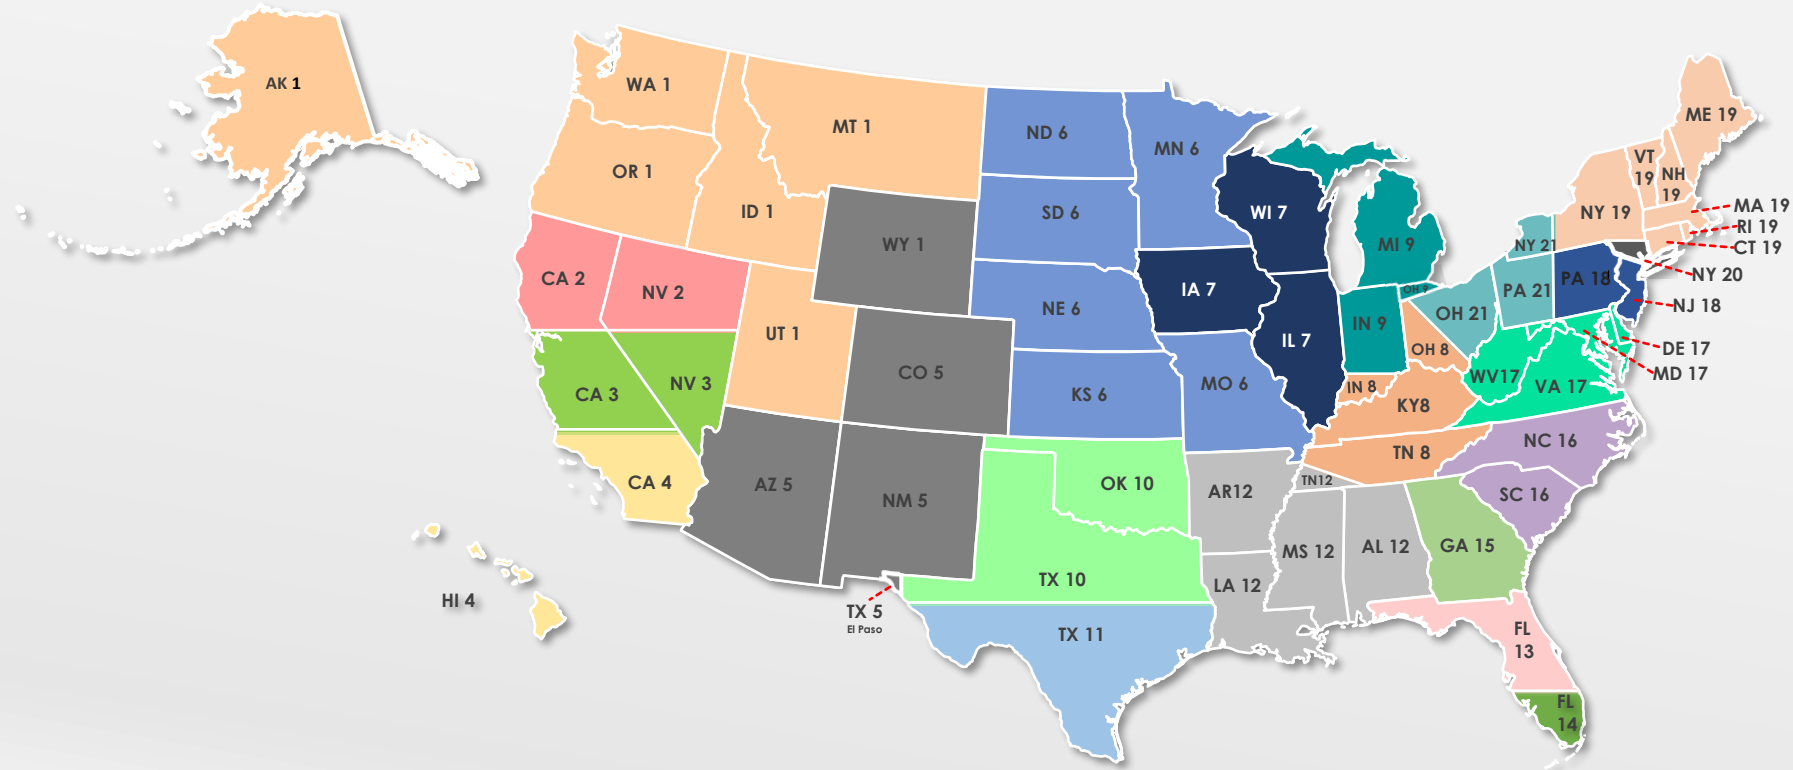 AK 1
WA 1
OR 1
MT 1
ID 1
WY 1
ND 6
SD 6
MN 6
WI 7
MI 9
ME 19
VT
19
NH
19
MA 19
RI 19
CT 19
NY 19
NY 20
NY 21
PA 18
PA 21
NJ 18
CA 2
NV 2
UT 1
CO 5
NE 6
IA 7
IL 7
IN 9
OH 9
OH 21
OH 8
DE 17
MD 17
CA 3
NV 3
KS 6
MO 6
IN 8
KY8
WV17
VA 17
CA 4
AZ 5
NM 5
OK 10
AR12
TN 8
TN12
NC 16
SC 16
HI 4
TX 5
El Paso
TX 10
TX 11
LA 12
MS 12
AL 12
GA 15
FL
13
FL
14